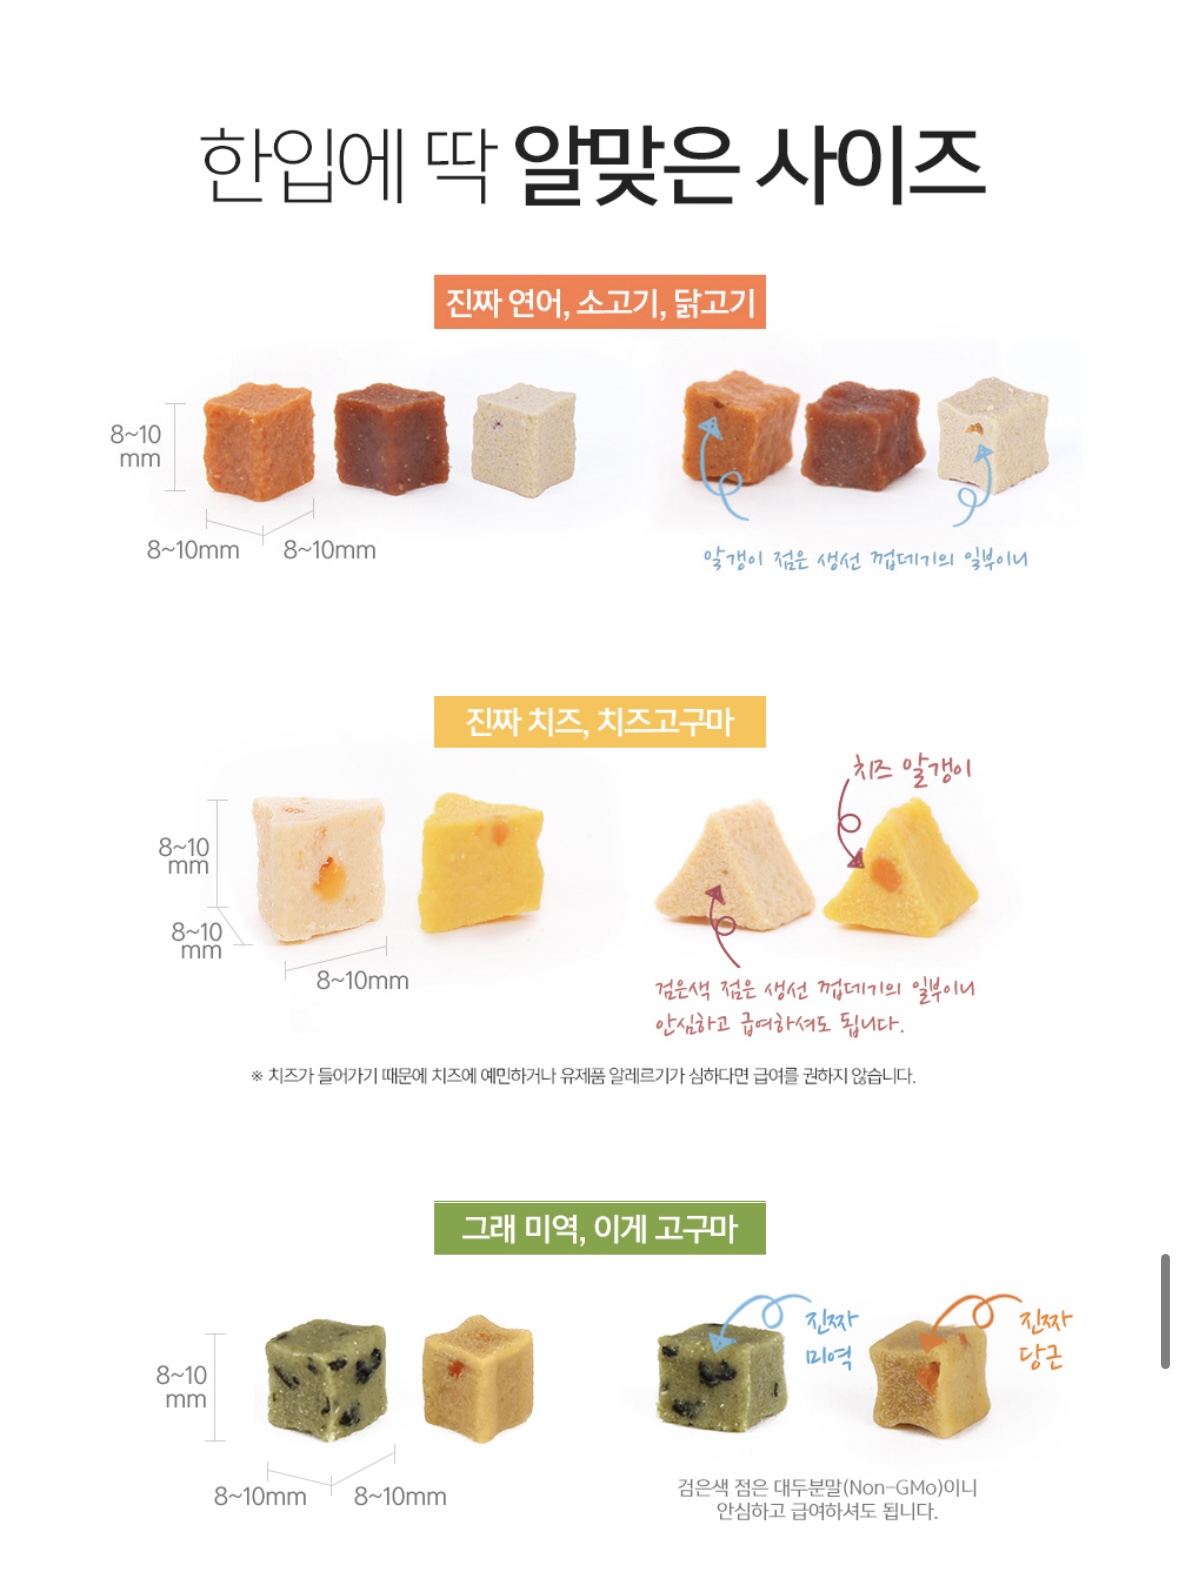 한입에 딱 알맞은 사이즈
진짜 연어, 소고기, 닭고기
8~10
mm
8~10mm 8~10mm
알갱이 점은 생선 껍데기의 일부이니
진짜 치즈, 치즈고구마
치즈 알갱이
8~10
mm
8~10
mm
8~10mm
검은색 점은 생선 껍데기의 일부이니
안심하고 급여하셔도 됩니다.
※ 치즈가 들어가기 때문에 치즈에 예민하거나 유제품 알레르기가 심하다면 급여를 권하지 않습니다.
그래 미역, 이게 고구마
진짜
미역
진짜
당근
8~10
mm
8~10mm 8~10mm
검은색 점은 대두분말(Non-GMo)이니
안심하고 급여하셔도 됩니다.